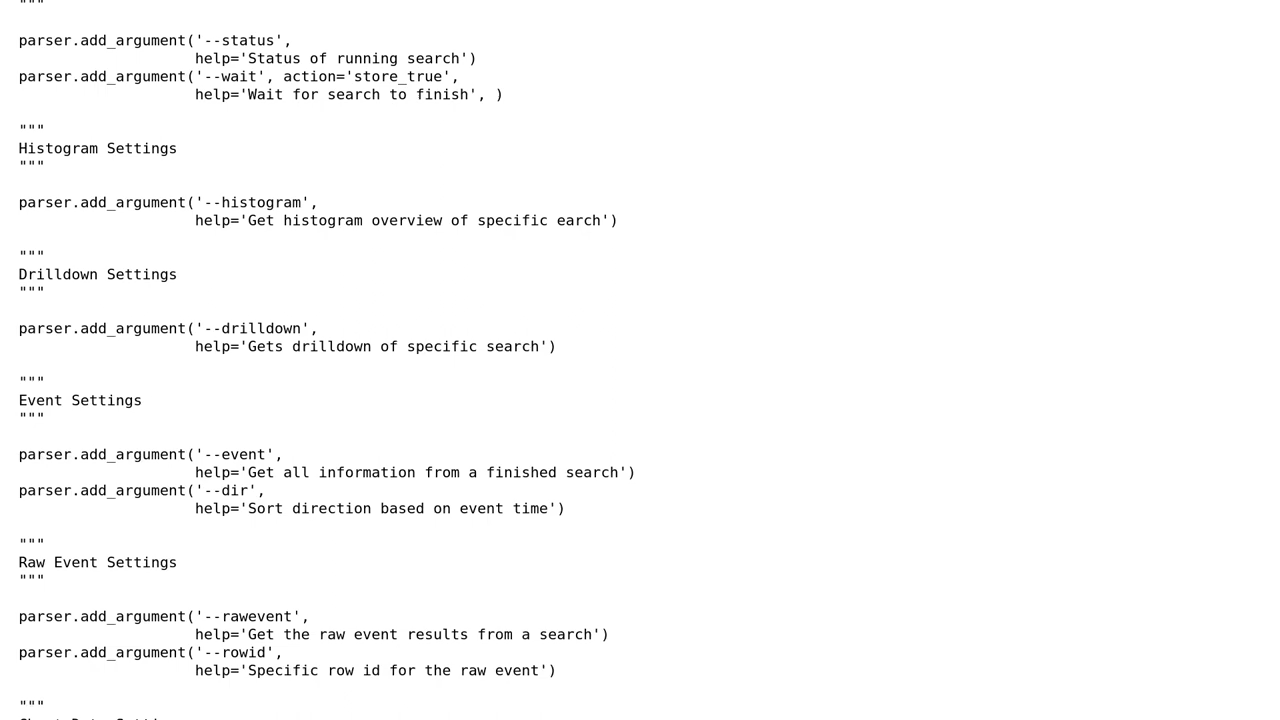 """
parser.add_argument('--status',
                    help='Status of running search')
parser.add_argument('--wait', action='store_true',
                    help='Wait for search to finish', )
"""
Histogram Settings
"""
parser.add_argument('--histogram',
                    help='Get histogram overview of specific earch')
"""
Drilldown Settings
"""
parser.add_argument('--drilldown',
                    help='Gets drilldown of specific search')
"""
Event Settings
"""
parser.add_argument('--event',
                    help='Get all information from a finished search')
parser.add_argument('--dir',
                    help='Sort direction based on event time')
"""
Raw Event Settings
"""
parser.add_argument('--rawevent',
                    help='Get the raw event results from a search')
parser.add_argument('--rowid',
                    help='Specific row id for the raw event')
"""